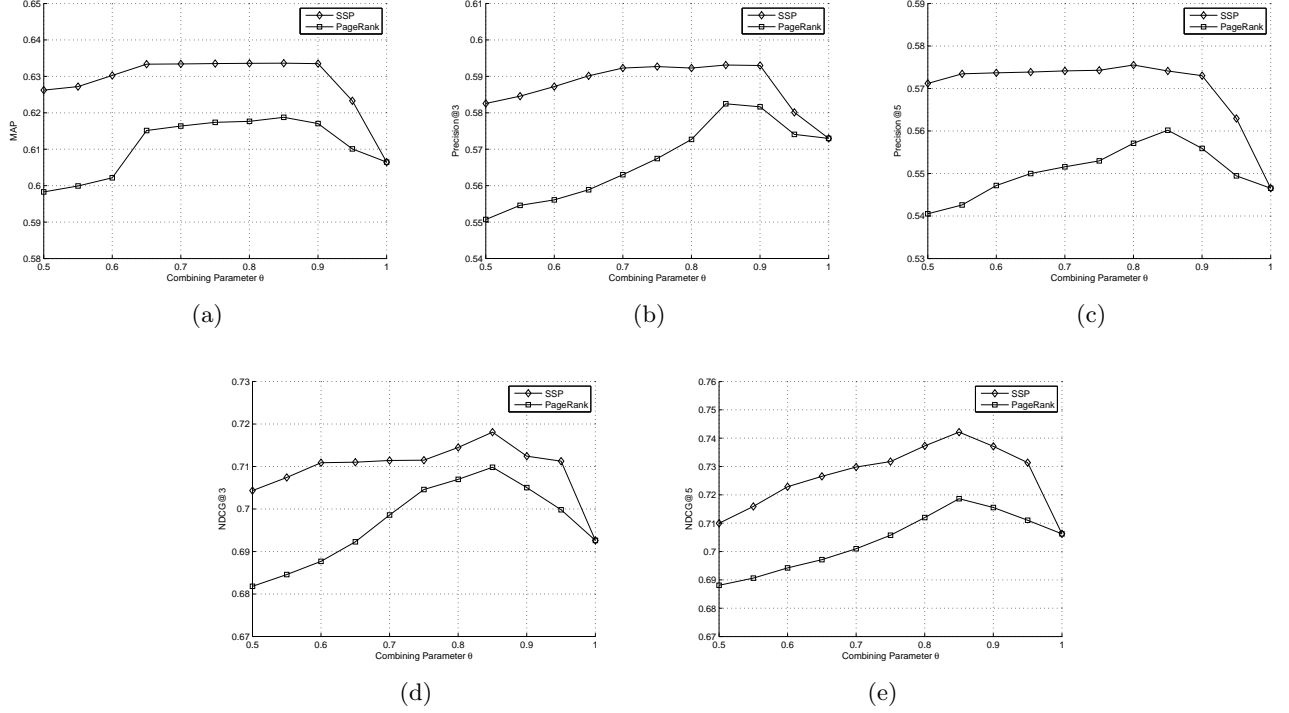 0.65
0.64
0.63
0.62
0.61
0.6
0.59
0.58
MAP
0.5 0.6 0.7 0.8 0.9 1
Combining Parameter θ
SSP
PageRank
(a)
0.61
0.6
0.59
0.58
0.57
0.56
0.55
0.54
Precision@3
0.5 0.6 0.7 0.8 0.9 1
Combining Parameter θ
SSP
PageRank
(b)
0.59
0.58
0.57
0.56
0.55
0.54
0.53
Precision@5
0.5 0.6 0.7 0.8 0.9 1
Combining Parameter θ
SSP
PageRank
(c)
0.73
0.72
0.71
0.7
0.69
0.68
0.67
NDCG@3
0.5 0.6 0.7 0.8 0.9 1
Combining Parameter θ
SSP
PageRank
(d)
0.76
0.75
0.74
0.73
0.72
0.71
0.7
0.69
0.68
0.67
NDCG@5
0.5 0.6 0.7 0.8 0.9 1
Combining Parameter θ
SSP
PageRank
(e)